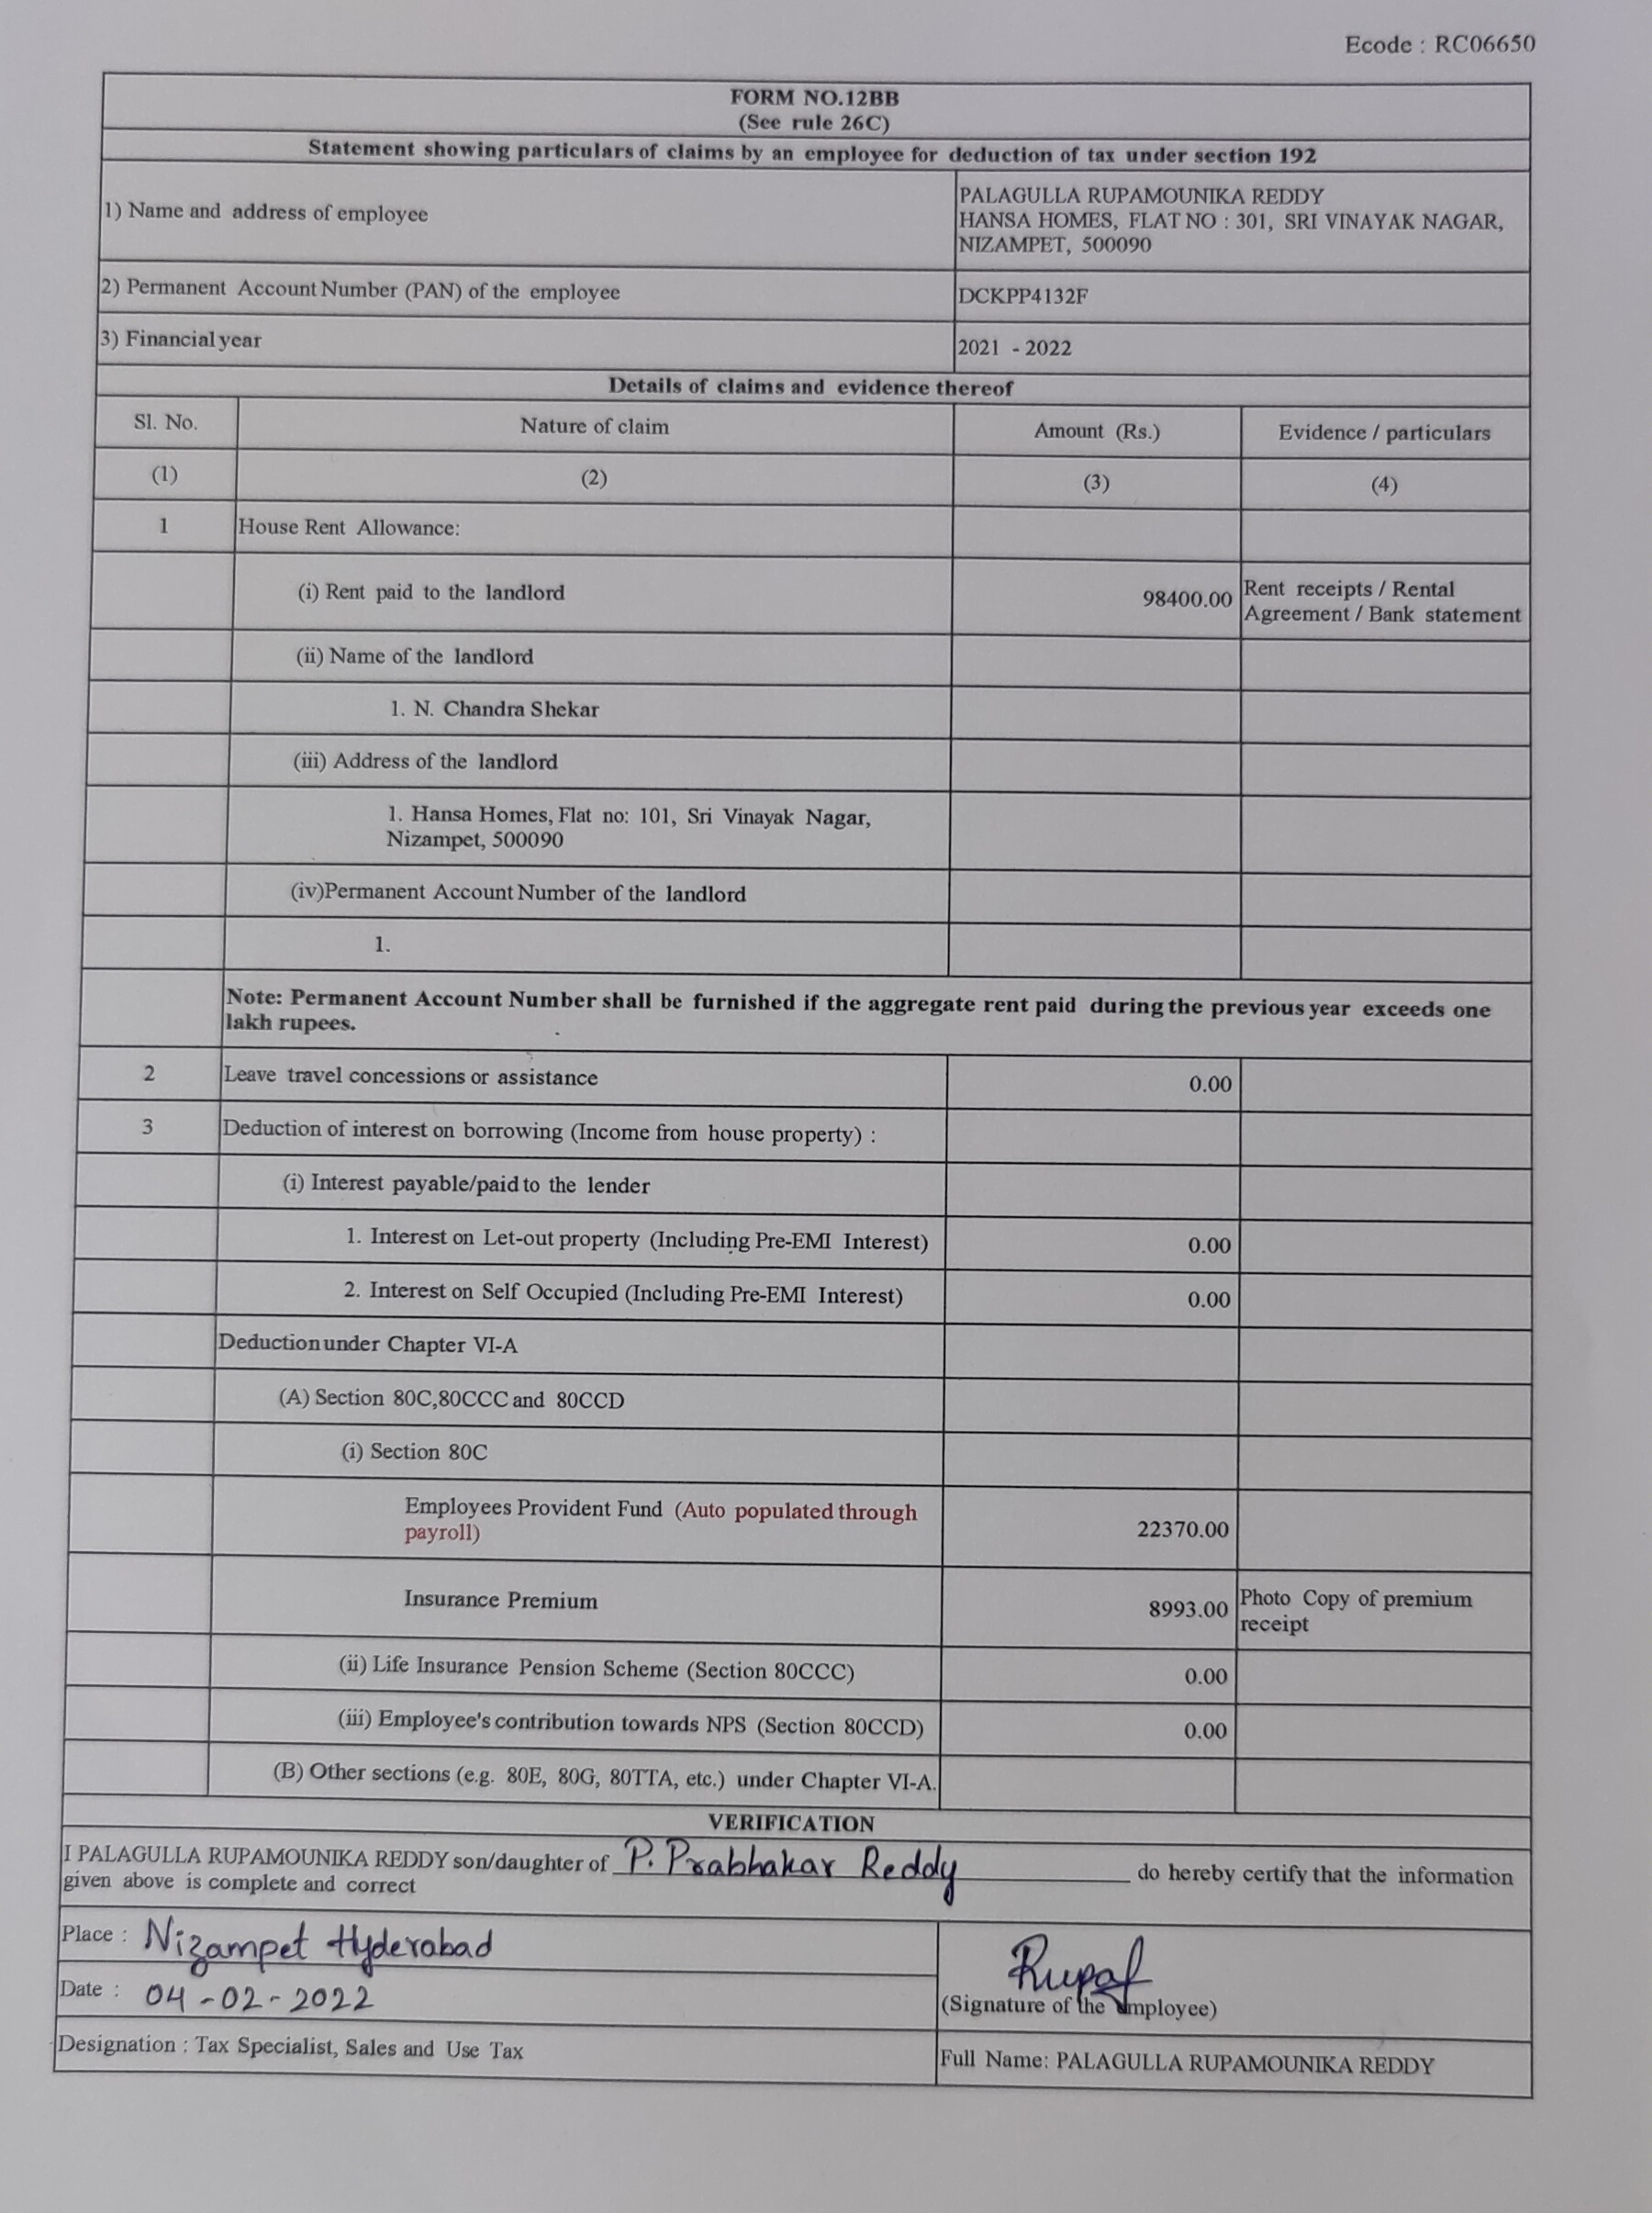 Ecode : RC06650
FORM NO.12BB
(See rule 26C)
Statement showing particulars of claims by an employee for deduction of tax under section 192
1) Name and address of employee
PALAGULLA RUPAMOUNIKA REDDY
HANSA HOMES, FLAT NO : 301, SRI VINAYAK NAGAR,
NIZAMPET, 500090
2) Permanent Account Number (PAN) of the employee
DCKPP4132F
3) Financial year
2021 - 2022
Details of claims and evidence thereof
Sl. No. Nature of claim Amount (Rs.) Evidence / particulars
(1) (2) (3) (4)
1 House Rent Allowance:
(i) Rent paid to the landlord 98400.00 Rent receipts / Rental
Agreement / Bank statement
(ii) Name of the landlord
1. N. Chandra Shekar
(iii) Address of the landlord
1. Hansa Homes, Flat no: 101, Sri Vinayak Nagar,
Nizampet, 500090
(iv)Permanent Account Number of the landlord
1.
Note: Permanent Account Number shall be furnished if the aggregate rent paid during the previous year exceeds one
lakh rupees.
2 Leave travel concessions or assistance 0.00
3 Deduction of interest on borrowing (Income from house property) :
(i) Interest payable/paid to the lender
1. Interest on Let-out property (Including Pre-EMI Interest) 0.00
2. Interest on Self Occupied (Including Pre-EMI Interest) 0.00
Deduction under Chapter VI-A
(A) Section 80C,80CCC and 80CCD
(i) Section 80C
Employees Provident Fund (Auto populated through
payroll) 22370.00
Insurance Premium 8993.00 Photo Copy of premium
receipt
(ii) Life Insurance Pension Scheme (Section 80CCC) 0.00
(iii) Employee's contribution towards NPS (Section 80CCD) 0.00
(B) Other sections (e.g. 80E, 80G, 80TTA, etc.) under Chapter VI-A.
VERIFICATION
I PALAGULLA RUPAMOUNIKA REDDY son/daughter of P. Prabhakar Reddy do hereby certify that the information
given above is complete and correct
Place : Nizampet Hyderabad
Date : 04-02-2022
(Signature of the employee)
Designation : Tax Specialist, Sales and Use Tax
Full Name: PALAGULLA RUPAMOUNIKA REDDY